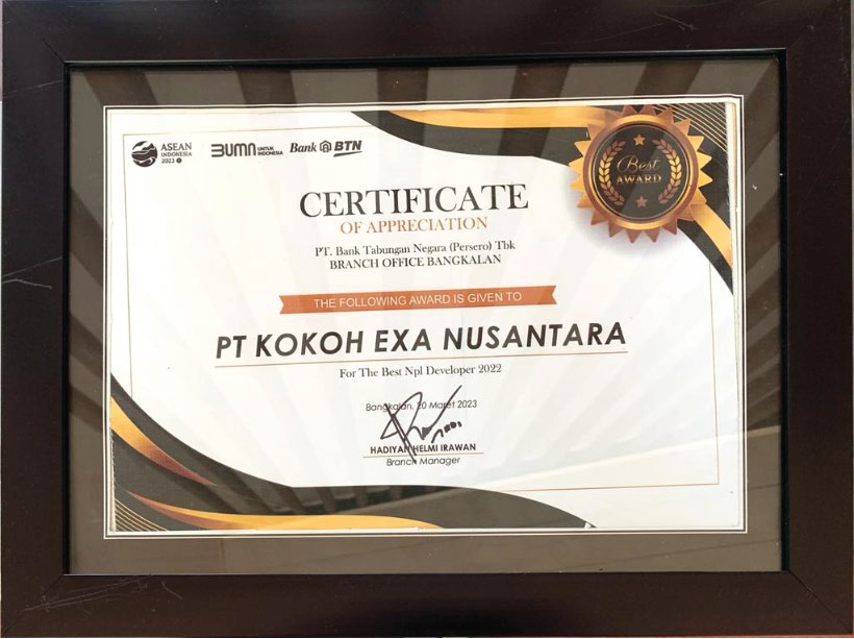 ASEAN
INDONESIA
2023
BUMN UNTUK INDONESIA
Bank BTN
Best
AWARD
CERTIFICATE
OF APPRECIATION
PT. Bank Tabungan Negara (Persero) Tbk
BRANCH OFFICE BANGKALAN
THE FOLLOWING AWARD IS GIVEN TO
PT KOKOH EXA NUSANTARA
For The Best Npl Developer 2022
Bangkalan, 20 Maret 2023
HADIYAN HELMI IRAWAN
Branch Manager